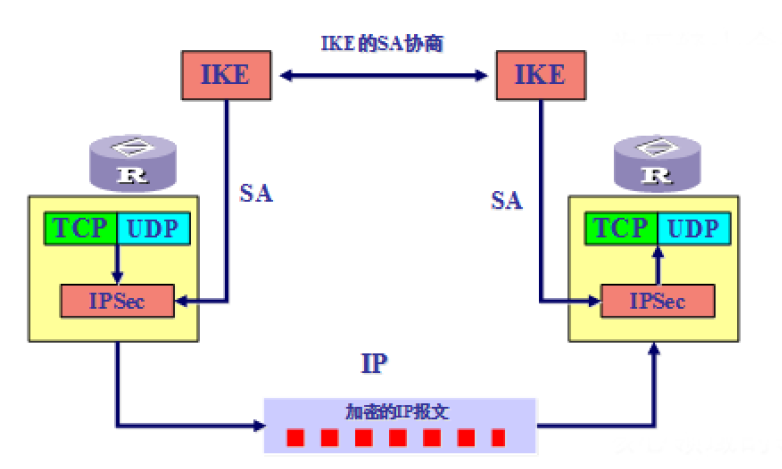 IKE的SA协商
IKE
IKE
R
R
SA
SA
TCP UDP
TCP UDP
IPSec
IPSec
IP
加密的IP报文